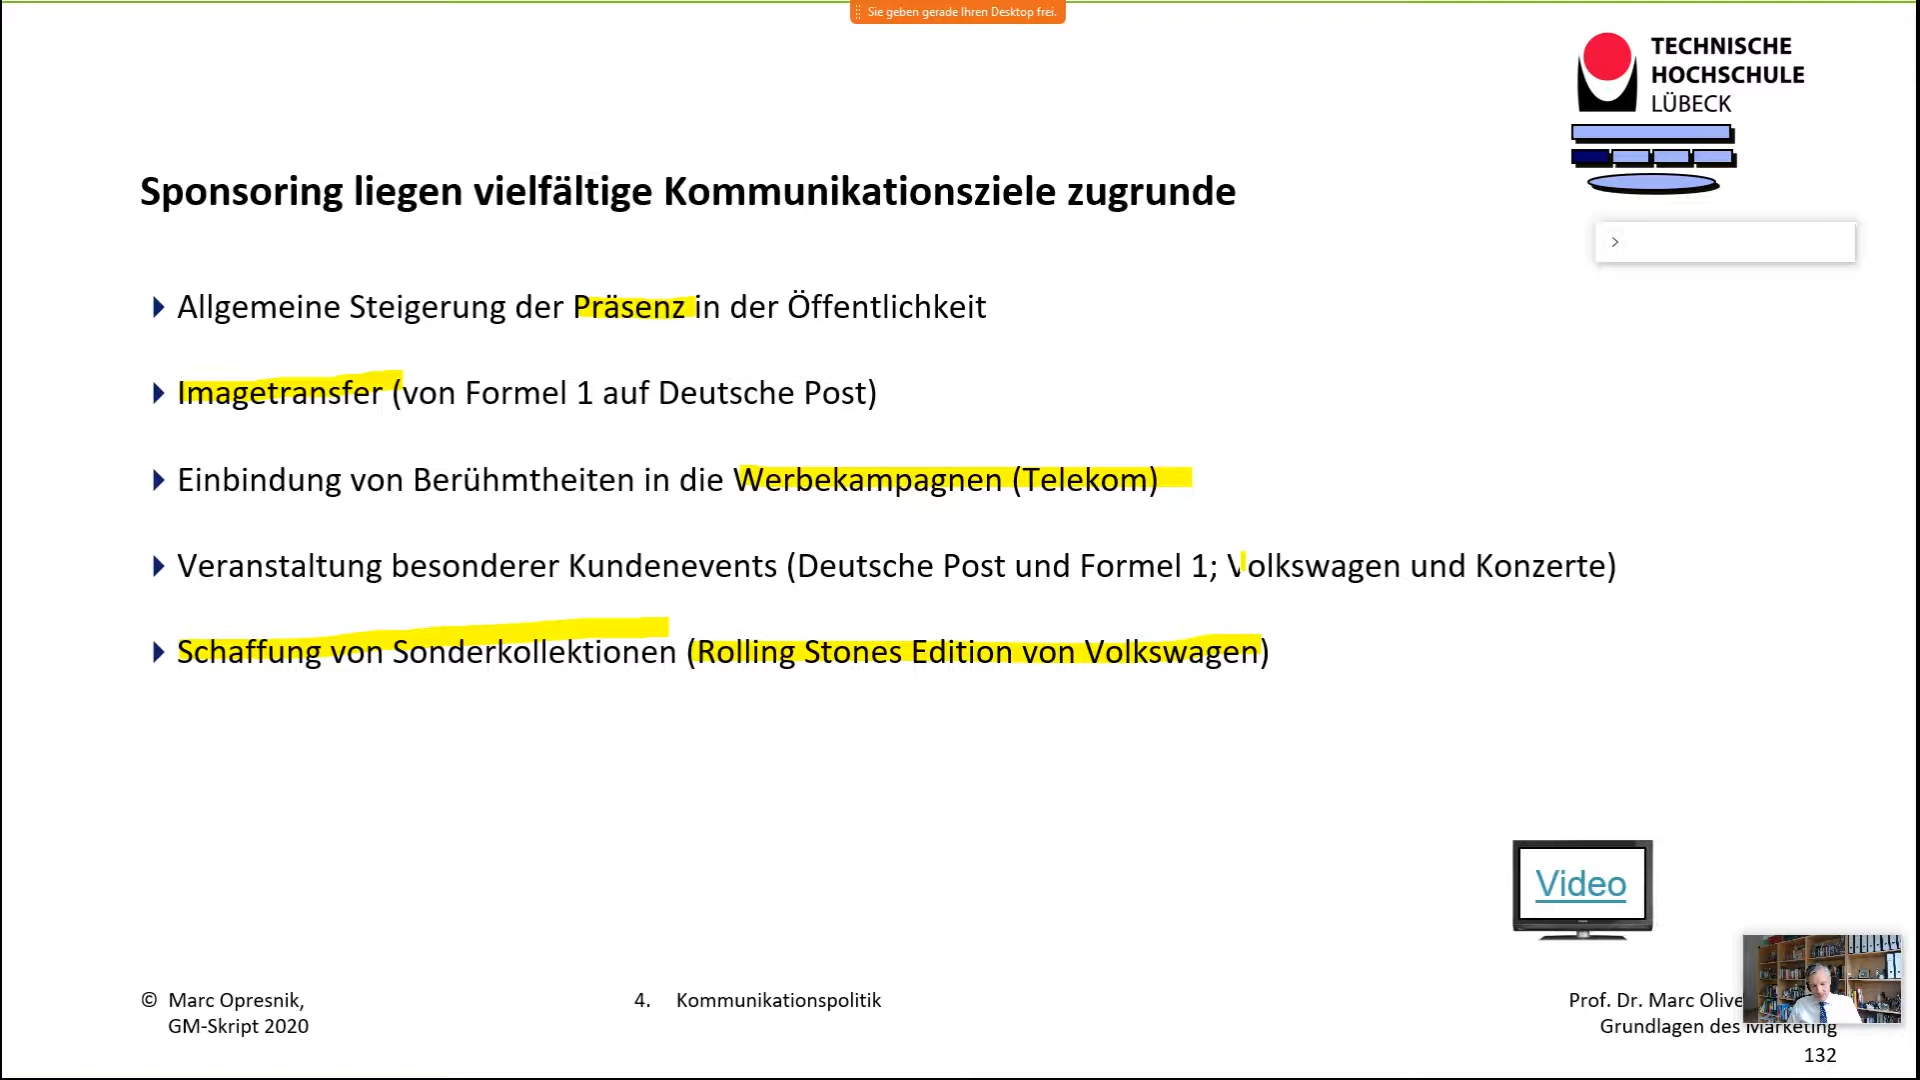 Sie geben gerade Ihren Desktop frei.
TECHNISCHE
HOCHSCHULE
LÜBECK
Sponsoring liegen vielfältige Kommunikationsziele zugrunde
Allgemeine Steigerung der Präsenz in der Öffentlichkeit
Imagetransfer (von Formel 1 auf Deutsche Post)
Einbindung von Berühmtheiten in die Werbekampagnen (Telekom)
Veranstaltung besonderer Kundenevents (Deutsche Post und Formel 1; Volkswagen und Konzerte)
Schaffung von Sonderkollektionen (Rolling Stones Edition von Volkswagen)
Video
© Marc Opresnik,
GM-Skript 2020
4. Kommunikationspolitik
Prof. Dr. Marc Olive
Grundlagen des Marketing
132